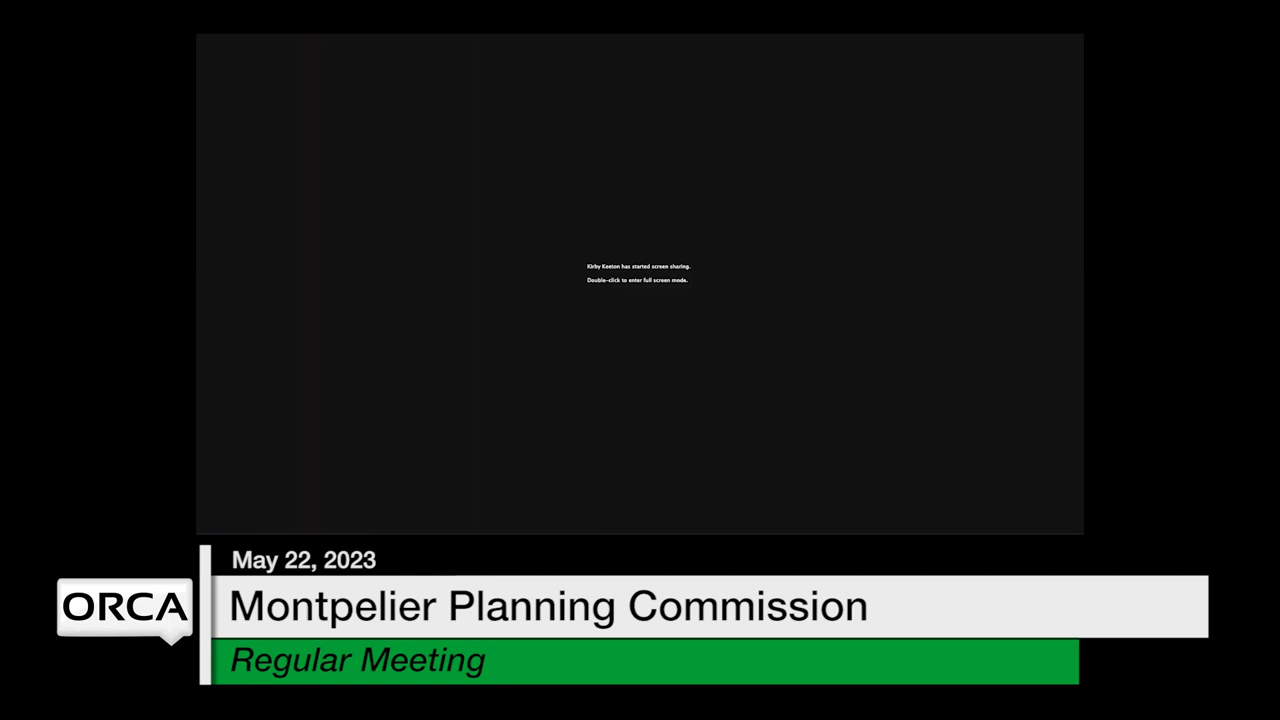 Kirby Keeton has started screen sharing.
Double-click to enter full screen mode.
May 22, 2023
ORCA
Montpelier Planning Commission
Regular Meeting